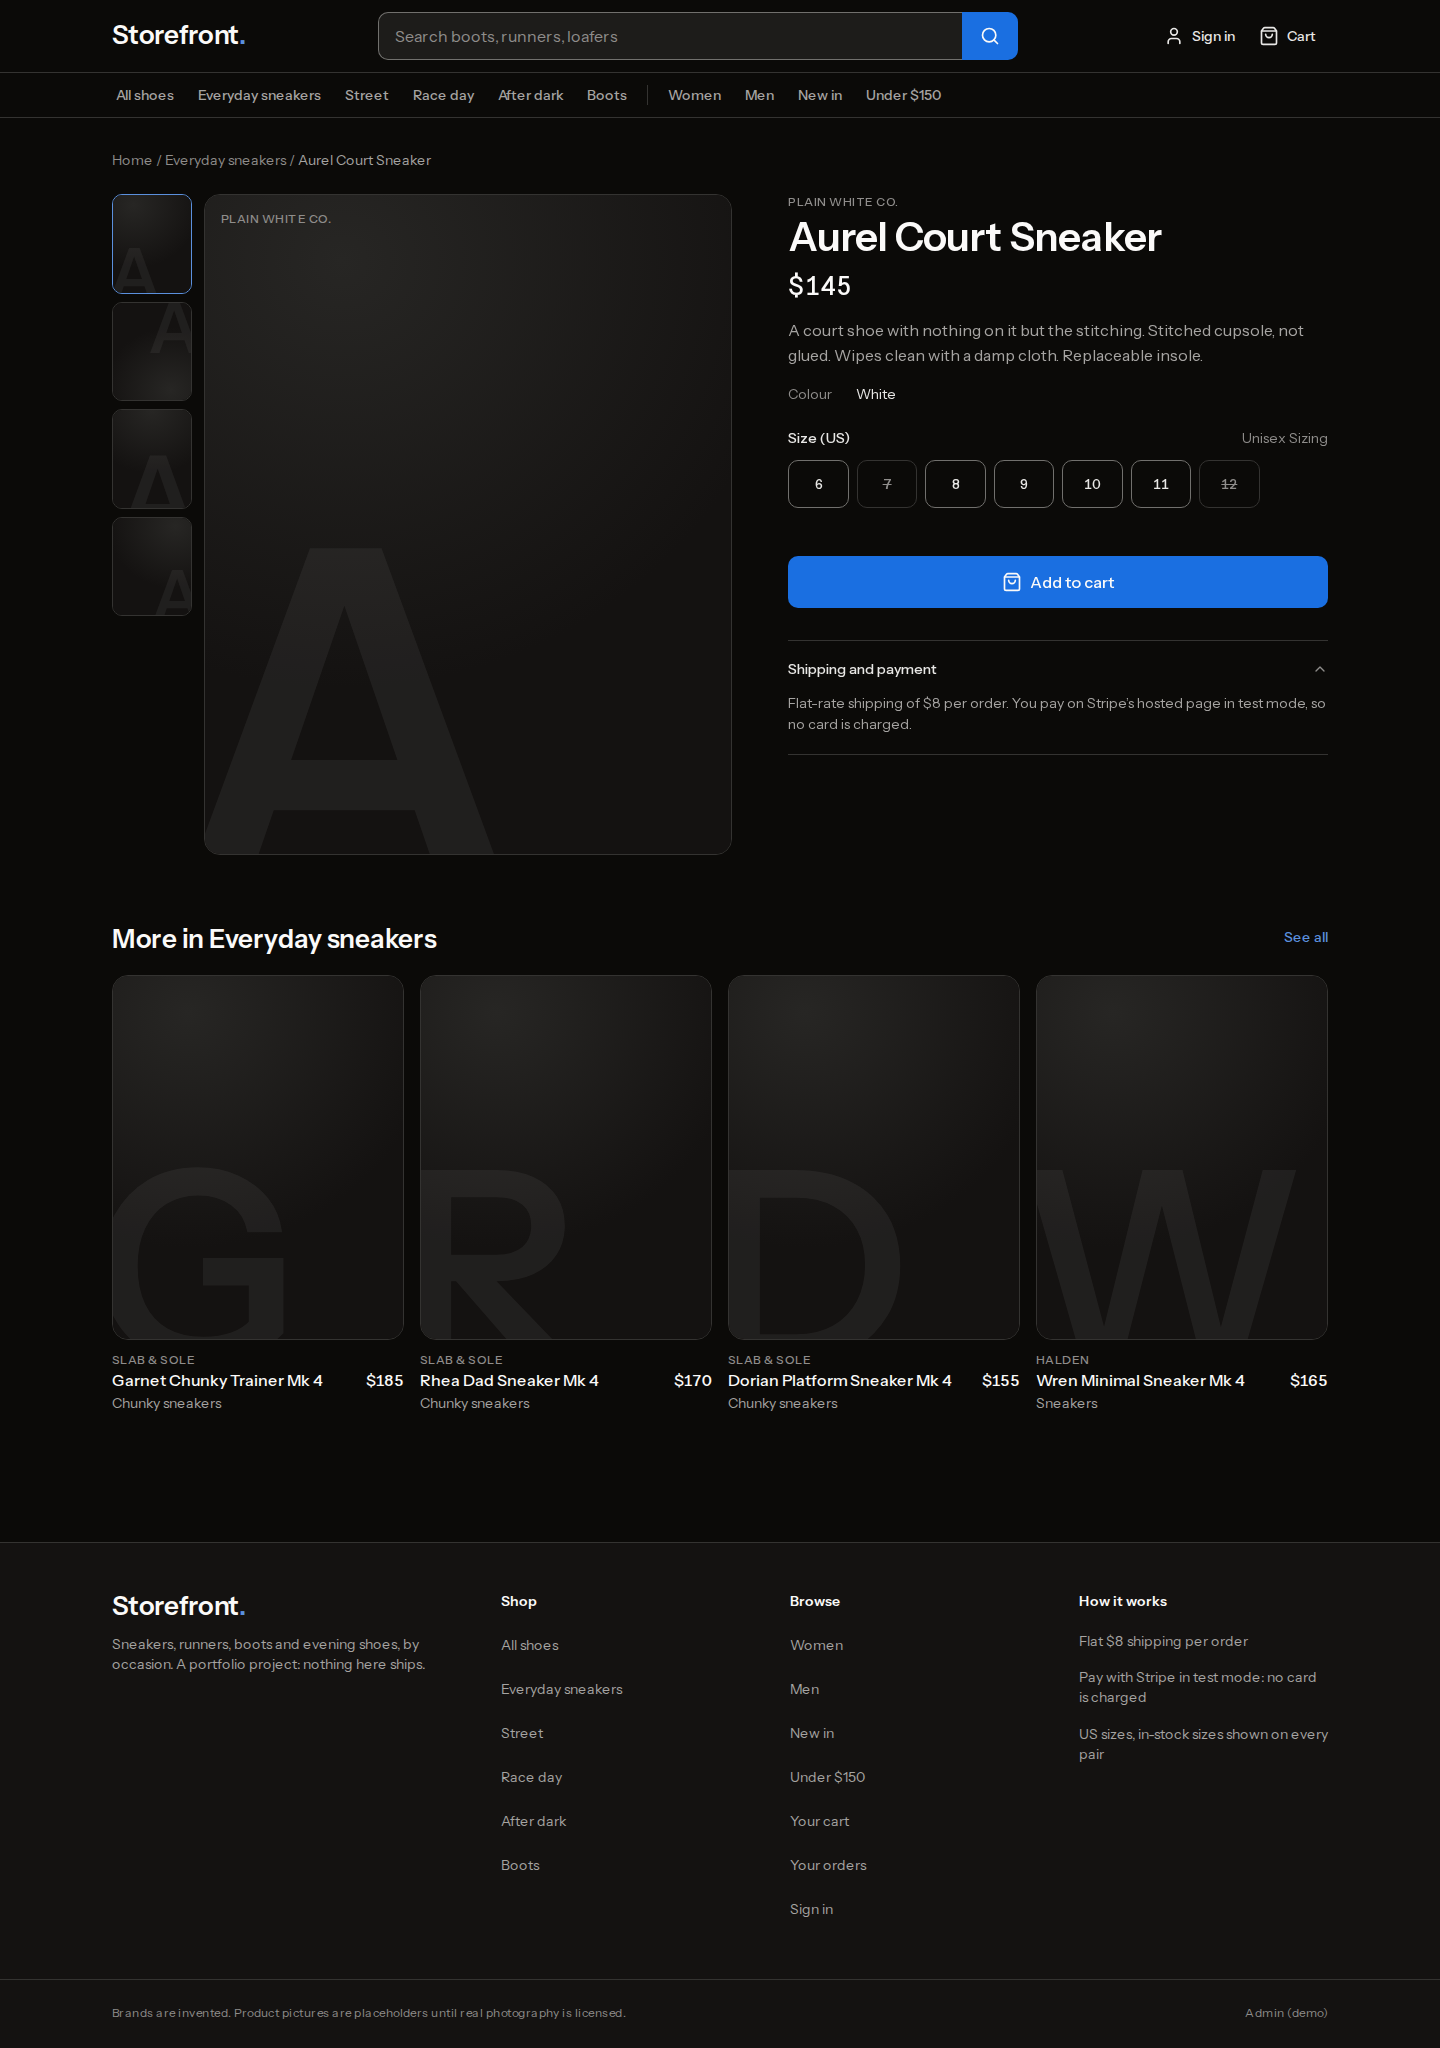 Storefront.
Search boots, runners, loafers
Sign in
Cart
All shoes
Everyday sneakers
Street
Race day
After dark
Boots
Women
Men
New in
Under $150
Home / Everyday sneakers / Aurel Court Sneaker
A
A
A
A
PLAIN WHITE CO.
A
PLAIN WHITE CO.
Aurel Court Sneaker
$145
A court shoe with nothing on it but the stitching. Stitched cupsole, not
glued. Wipes clean with a damp cloth. Replaceable insole.
Colour White
Size (US)
Unisex Sizing
6
7
8
9
10
11
12
Add to cart
Shipping and payment
Flat-rate shipping of $8 per order. You pay on Stripe's hosted page in test mode, so
no card is charged.
More in Everyday sneakers
See all
G
R
D
W
SLAB & SOLE
Garnet Chunky Trainer Mk 4 $185
Chunky sneakers
SLAB & SOLE
Rhea Dad Sneaker Mk 4 $170
Chunky sneakers
SLAB & SOLE
Dorian Platform Sneaker Mk 4 $155
Chunky sneakers
HALDEN
Wren Minimal Sneaker Mk 4 $165
Sneakers
Storefront.
Sneakers, runners, boots and evening shoes, by
occasion. A portfolio project: nothing here ships.
Shop
All shoes
Everyday sneakers
Street
Race day
After dark
Boots
Browse
Women
Men
New in
Under $150
Your cart
Your orders
Sign in
How it works
Flat $8 shipping per order
Pay with Stripe in test mode: no card
is charged
US sizes, in-stock sizes shown on every
pair
Brands are invented. Product pictures are placeholders until real photography is licensed.
Admin (demo)